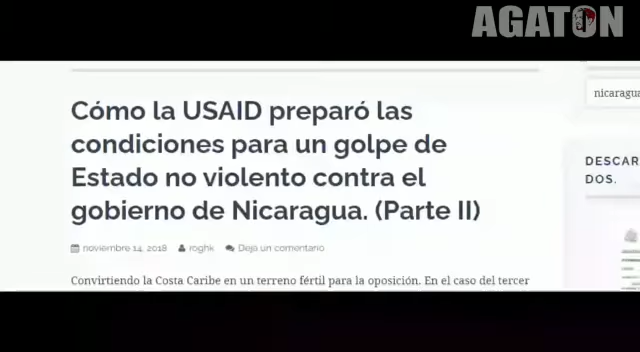 AGATON
nicaragua
Cómo la USAID preparó las
condiciones para un golpe de
Estado no violento contra el
gobierno de Nicaragua. (Parte II)
DESCAR
DOS.
noviembre 14, 2018 roghk Deja un comentario
Convirtiendo la Costa Caribe en un terreno fértil para la oposición. En el caso del tercer